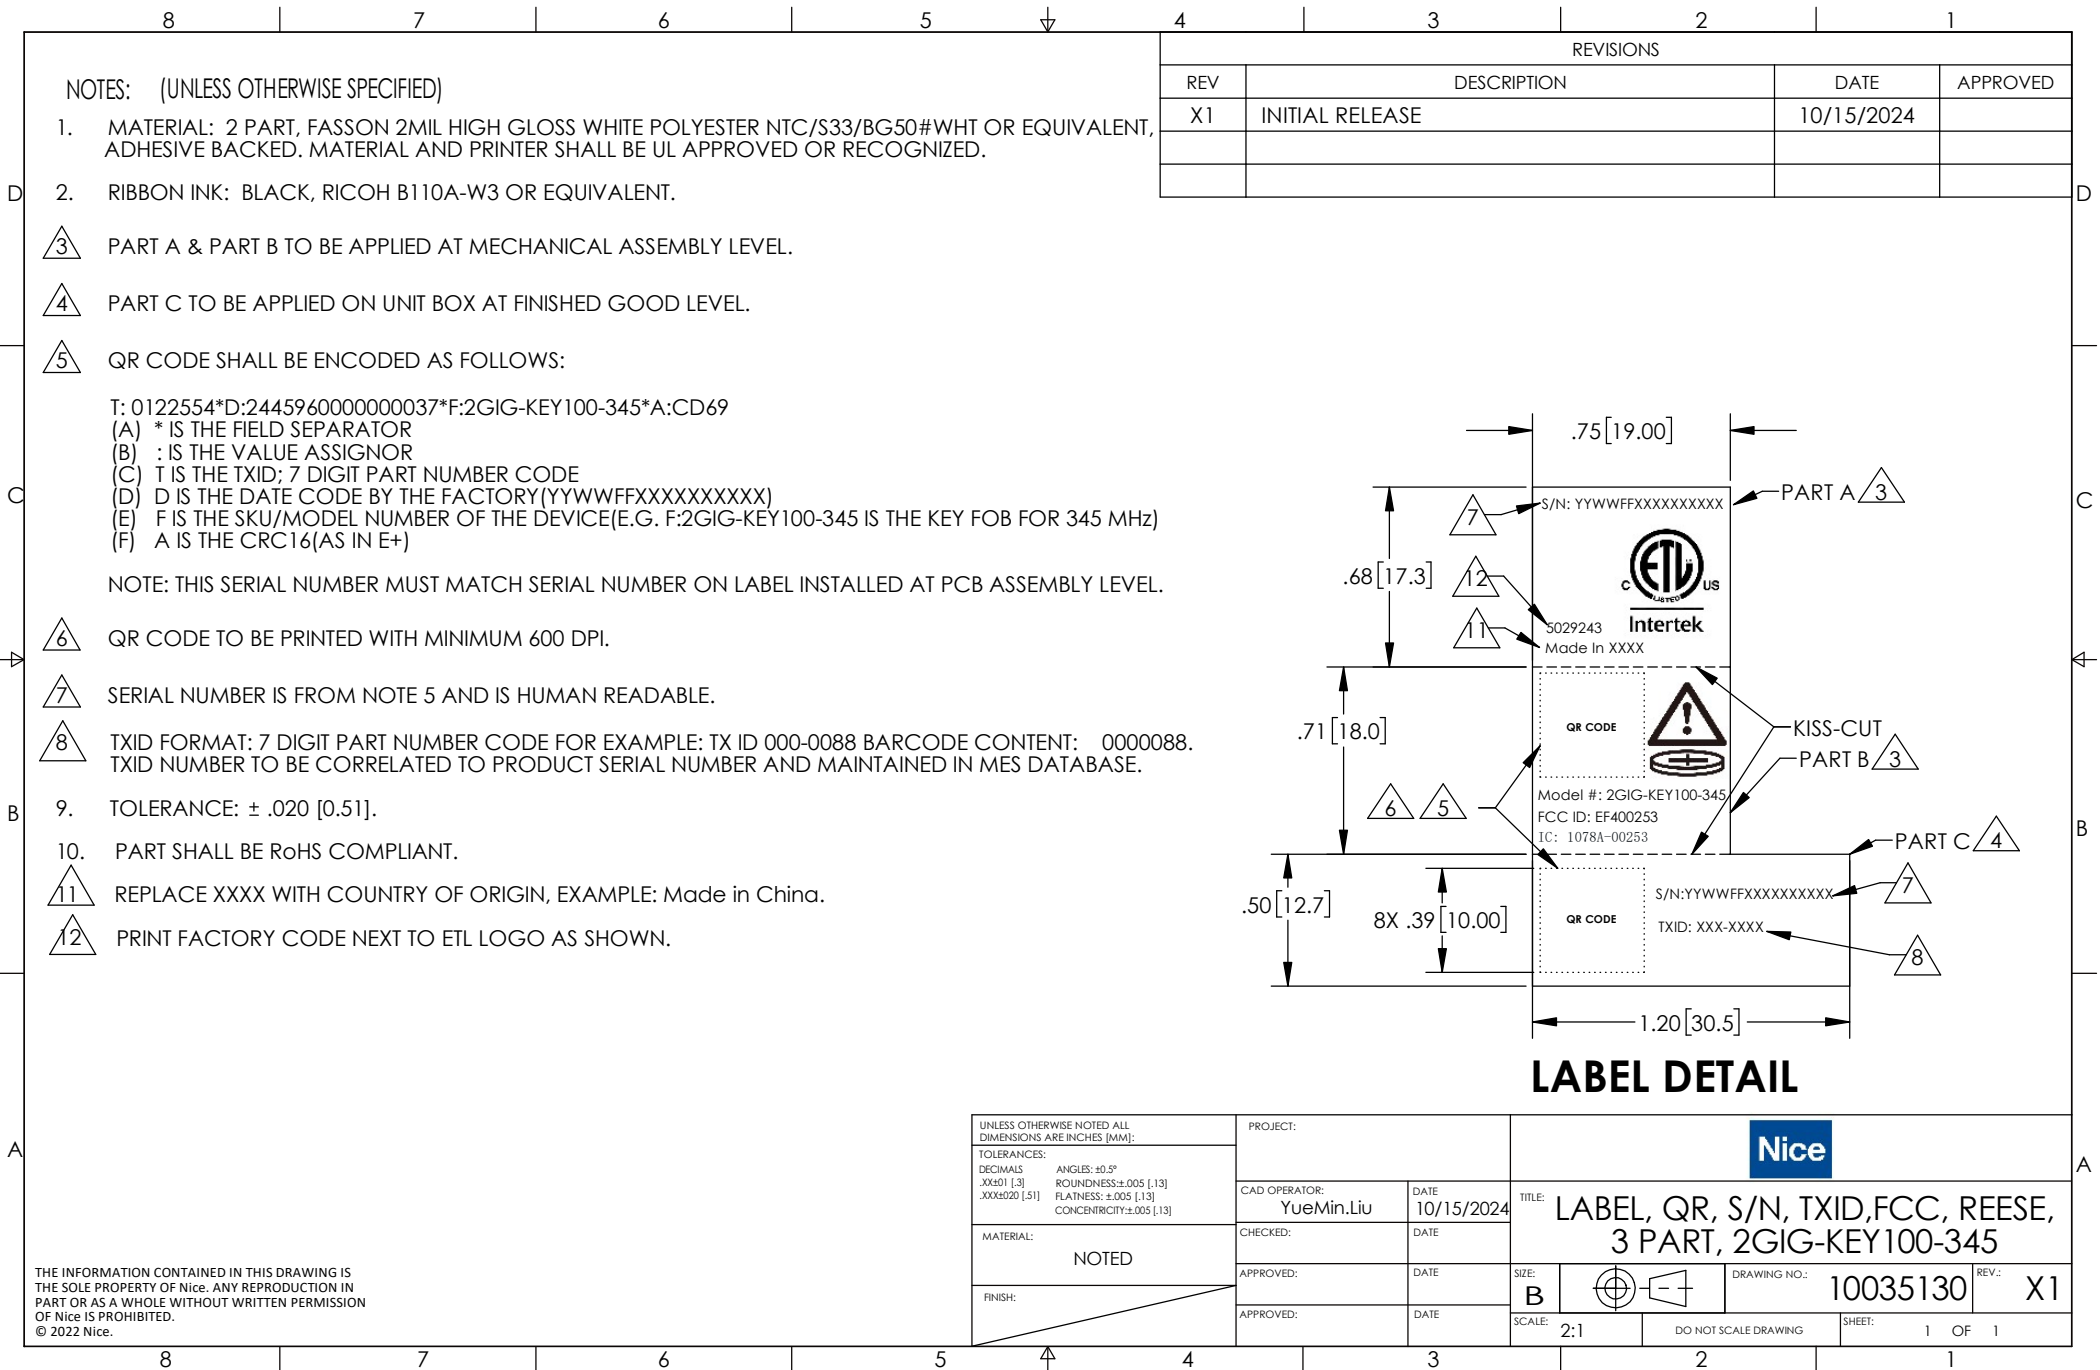 8 7 6 5 4 3 2 1
REVISIONS
REV DESCRIPTION DATE APPROVED
X1 INITIAL RELEASE 10/15/2024
NOTES: (UNLESS OTHERWISE SPECIFIED)
1. MATERIAL: 2 PART, FASSON 2MIL HIGH GLOSS WHITE POLYESTER NTC/S33/BG50#WHT OR EQUIVALENT,
ADHESIVE BACKED. MATERIAL AND PRINTER SHALL BE UL APPROVED OR RECOGNIZED.
D D
2. RIBBON INK: BLACK, RICOH B110A-W3 OR EQUIVALENT.
3 PART A & PART B TO BE APPLIED AT MECHANICAL ASSEMBLY LEVEL.
4 PART C TO BE APPLIED ON UNIT BOX AT FINISHED GOOD LEVEL.
5 QR CODE SHALL BE ENCODED AS FOLLOWS:
T: 0122554*D:2445960000000037*F:2GIG-KEY100-345*A:CD69
(A) * IS THE FIELD SEPARATOR
(B) : IS THE VALUE ASSIGNOR
(C) T IS THE TXID; 7 DIGIT PART NUMBER CODE
(D) D IS THE DATE CODE BY THE FACTORY(YYWWFFXXXXXXXXXX)
(E) F IS THE SKU/MODEL NUMBER OF THE DEVICE(E.G. F:2GIG-KEY100-345 IS THE KEY FOB FOR 345 MHz)
(F) A IS THE CRC16(AS IN E+)
C C
NOTE: THIS SERIAL NUMBER MUST MATCH SERIAL NUMBER ON LABEL INSTALLED AT PCB ASSEMBLY LEVEL.
6 QR CODE TO BE PRINTED WITH MINIMUM 600 DPI.
7 SERIAL NUMBER IS FROM NOTE 5 AND IS HUMAN READABLE.
8 TXID FORMAT: 7 DIGIT PART NUMBER CODE FOR EXAMPLE: TX ID 000-0088 BARCODE CONTENT: 0000088.
TXID NUMBER TO BE CORRELATED TO PRODUCT SERIAL NUMBER AND MAINTAINED IN MES DATABASE.
B B
9. TOLERANCE: ± .020 [0.51].
10. PART SHALL BE RoHS COMPLIANT.
11 REPLACE XXXX WITH COUNTRY OF ORIGIN, EXAMPLE: Made in China.
12 PRINT FACTORY CODE NEXT TO ETL LOGO AS SHOWN.
.75[19.00]
PART A 3
7 S/N: YYWWFFXXXXXXXXXX
ETL
C US
LISTED
Intertek
.68[17.3]
12 5029243
11 Made In XXXX
.71[18.0]
QR CODE
KISS-CUT
PART B 3
6 5
Model #: 2GIG-KEY100-345
FCC ID: EF400253
IC: 1078A-00253
PART C 4
.50[12.7]
8X .39[10.00]
QR CODE
S/N:YYWWFFXXXXXXXXXX 7
TXID: XXX-XXXX 8
1.20[30.5]
LABEL DETAIL
A A
UNLESS OTHERWISE NOTED ALL
DIMENSIONS ARE INCHES [MM]:
TOLERANCES:
DECIMALS ANGLES: ±0.5°
.XX±01 [.3] ROUNDNESS:±.005 [.13]
.XXX±020 [.51] FLATNESS: ±.005 [.13]
CONCENTRICITY:±.005 [.13]
MATERIAL:
NOTED
FINISH:
PROJECT:
CAD OPERATOR: DATE
YueMin.Liu 10/15/2024
CHECKED: DATE
APPROVED: DATE
APPROVED: DATE
Nice
TITLE: LABEL, QR, S/N, TXID,FCC, REESE,
3 PART, 2GIG-KEY100-345
SIZE: B
DRAWING NO.: 10035130
REV.: X1
SCALE: 2:1
DO NOT SCALE DRAWING
SHEET: 1 OF 1
THE INFORMATION CONTAINED IN THIS DRAWING IS
THE SOLE PROPERTY OF Nice. ANY REPRODUCTION IN
PART OR AS A WHOLE WITHOUT WRITTEN PERMISSION
OF Nice IS PROHIBITED.
© 2022 Nice.
8 7 6 5 4 3 2 1